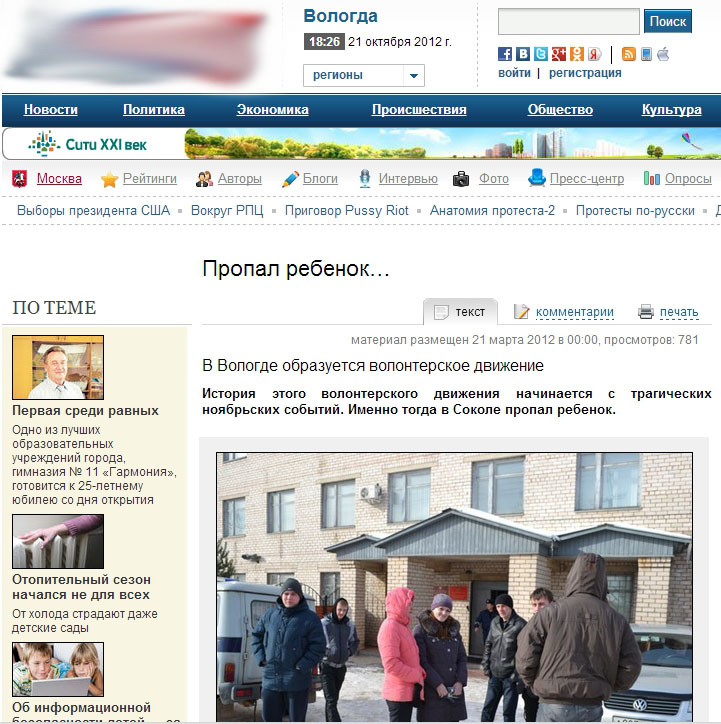 Вологда
18:26 21 октября 2012 г.
регионы
Поиск
войти | регистрация
Новости Политика Экономика Происшествия Общество Культура
Сити XXI век
Москва Рейтинги Авторы Блоги Интервью Фото Пресс-центр Опросы
Выборы президента США Вокруг РПЦ Приговор Pussy Riot Анатомия протеста-2 Протесты по-русски
Пропал ребенок…
ПО ТЕМЕ
текст комментарии печать
материал размещен 21 марта 2012 в 00:00, просмотров: 781
В Вологде образуется волонтерское движение
История этого волонтерского движения начинается с трагических
ноябрьских событий. Именно тогда в Соколе пропал ребенок.
Первая среди равных
Одно из лучших
образовательных
учреждений города,
гимназия № 11 «Гармония»,
готовится к 25-летнему
юбилею со дня открытия
Отопительный сезон
начался не для всех
От холода страдают даже
детские сады
Об информационной
безопасности детей — со